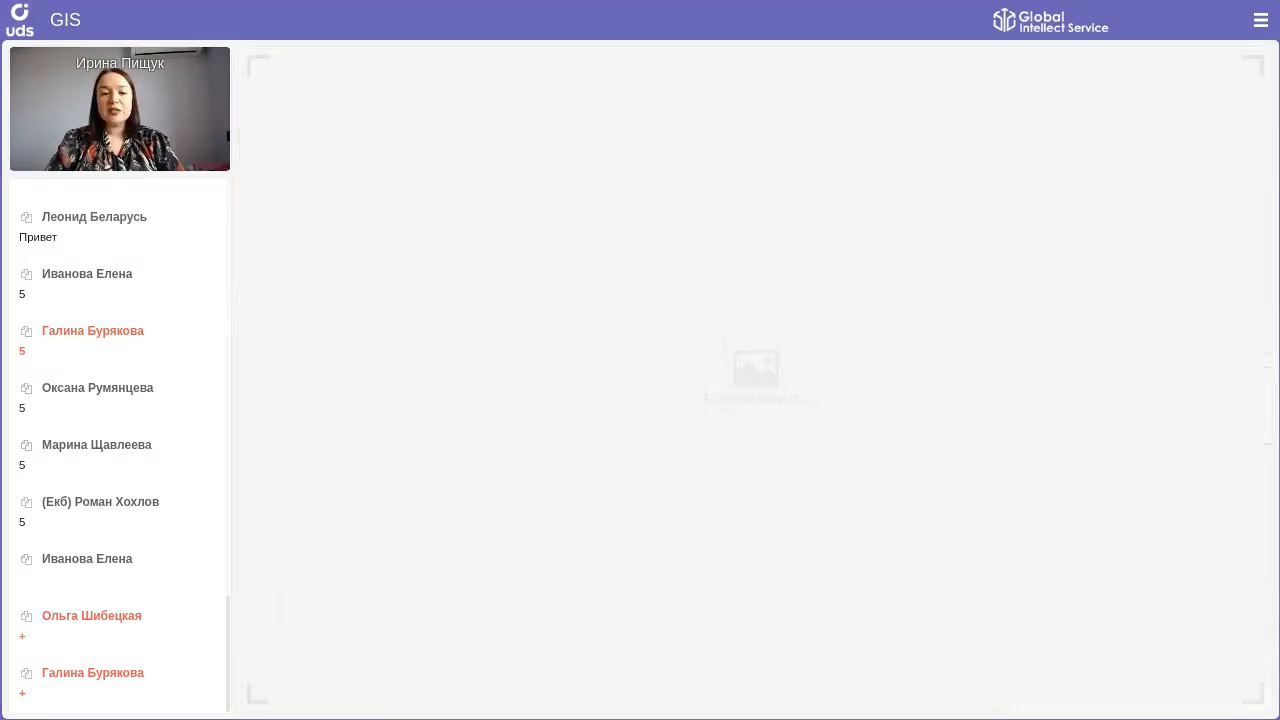 uds
GIS
Global
Intellect Service
Ирина Пищук
Леонид Беларусь
Привет
Иванова Елена
5
Галина Бурякова
5
Оксана Румянцева
5
Марина Щавлеева
5
(Екб) Роман Хохлов
5
Иванова Елена
Ольга Шибецкая
+
Галина Бурякова
+